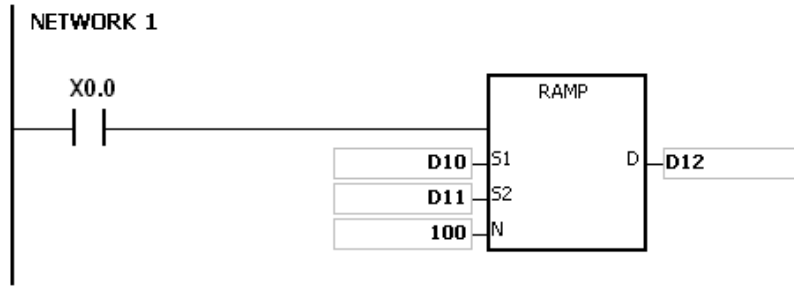 NETWORK 1
X0.0
RAMP
D10 S1 D D12
D11 S2
100 N